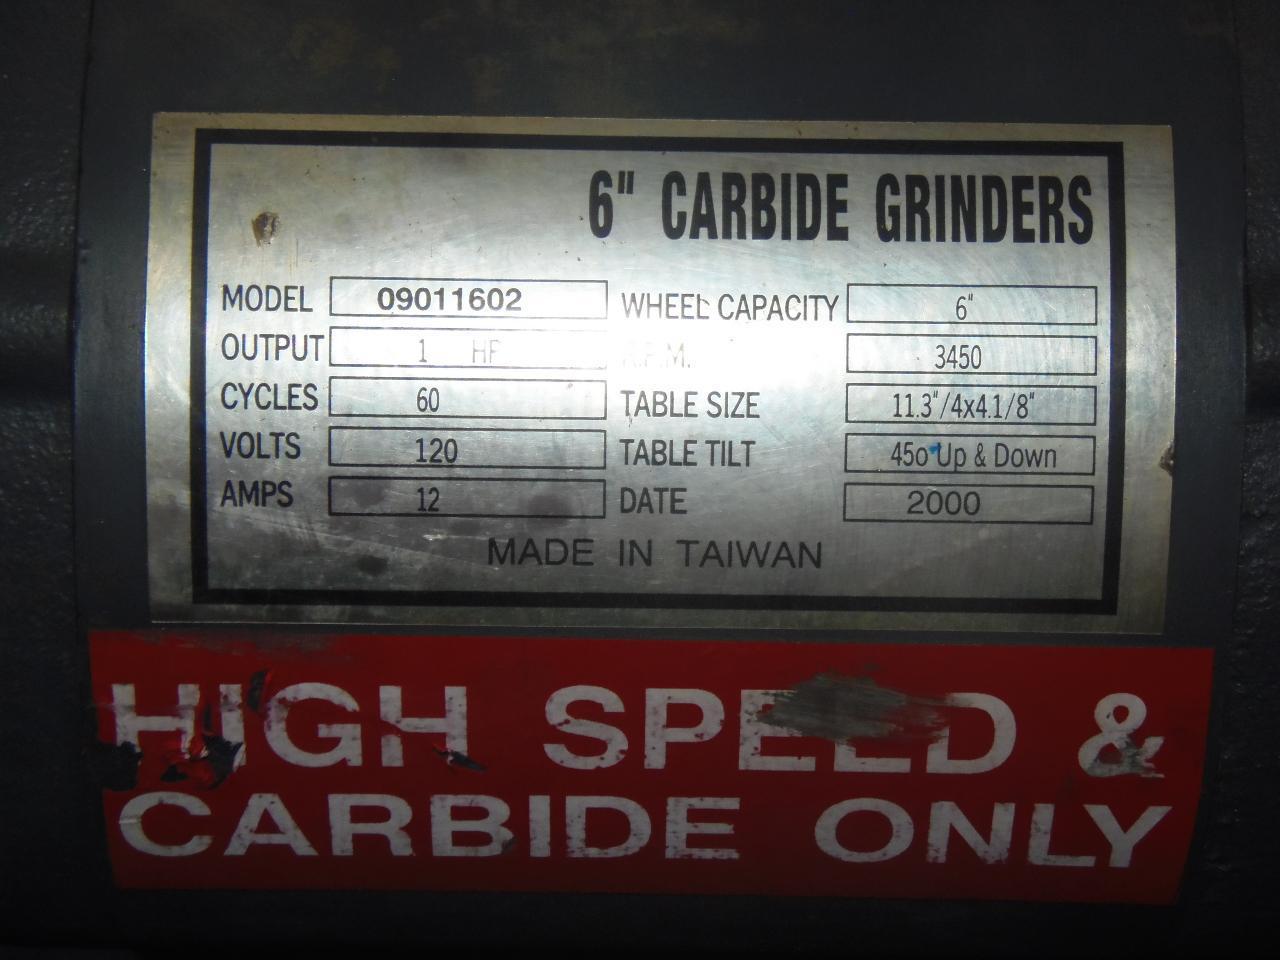 6" CARBIDE GRINDERS
MODEL 09011602 WHEEL CAPACITY 6"
OUTPUT 1 HP R.P.M. 3450
CYCLES 60 TABLE SIZE 11.3"/4x4.1/8"
VOLTS 120 TABLE TILT 45o Up & Down
AMPS 12 DATE 2000
MADE IN TAIWAN
HIGH SPEED &
CARBIDE ONLY